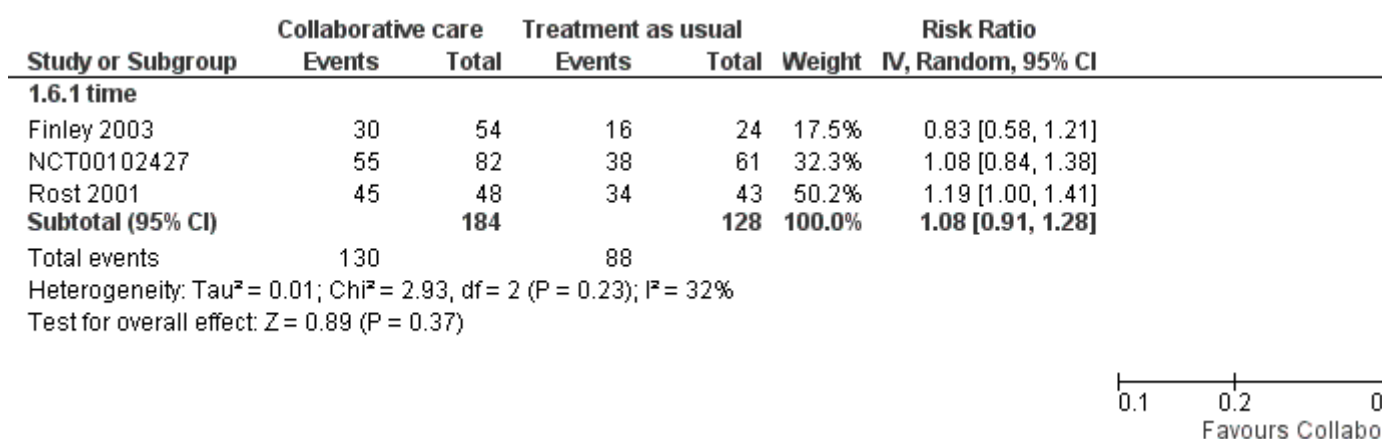 Collaborative care Treatment as usual Risk Ratio
Study or Subgroup Events Total Events Total Weight IV, Random, 95% CI
1.6.1 time
Finley 2003 30 54 16 24 17.5% 0.83 [0.58, 1.21]
NCT00102427 55 82 38 61 32.3% 1.08 [0.84, 1.38]
Rost 2001 45 48 34 43 50.2% 1.19 [1.00, 1.41]
Subtotal (95% CI) 184 128 100.0% 1.08 [0.91, 1.28]
Total events 130 88
Heterogeneity: Tau² = 0.01; Chi² = 2.93, df = 2 (P = 0.23); I² = 32%
Test for overall effect: Z = 0.89 (P = 0.37)
0.1 0.2 0
Favours Collabo